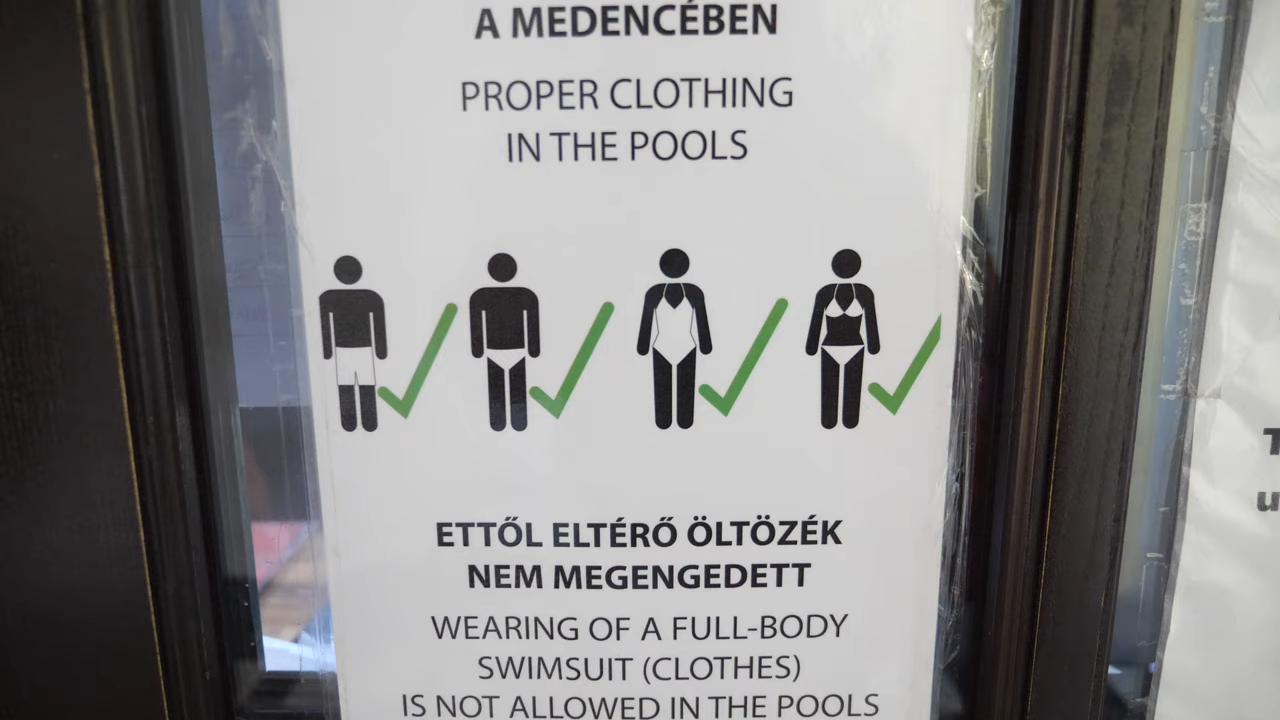 A MEDENCÉBEN
PROPER CLOTHING
IN THE POOLS
ETTŐL ELTÉRŐ ÖLTÖZÉK
NEM MEGENGEDETT
WEARING OF A FULL-BODY
SWIMSUIT (CLOTHES)
IS NOT ALLOWED IN THE POOLS